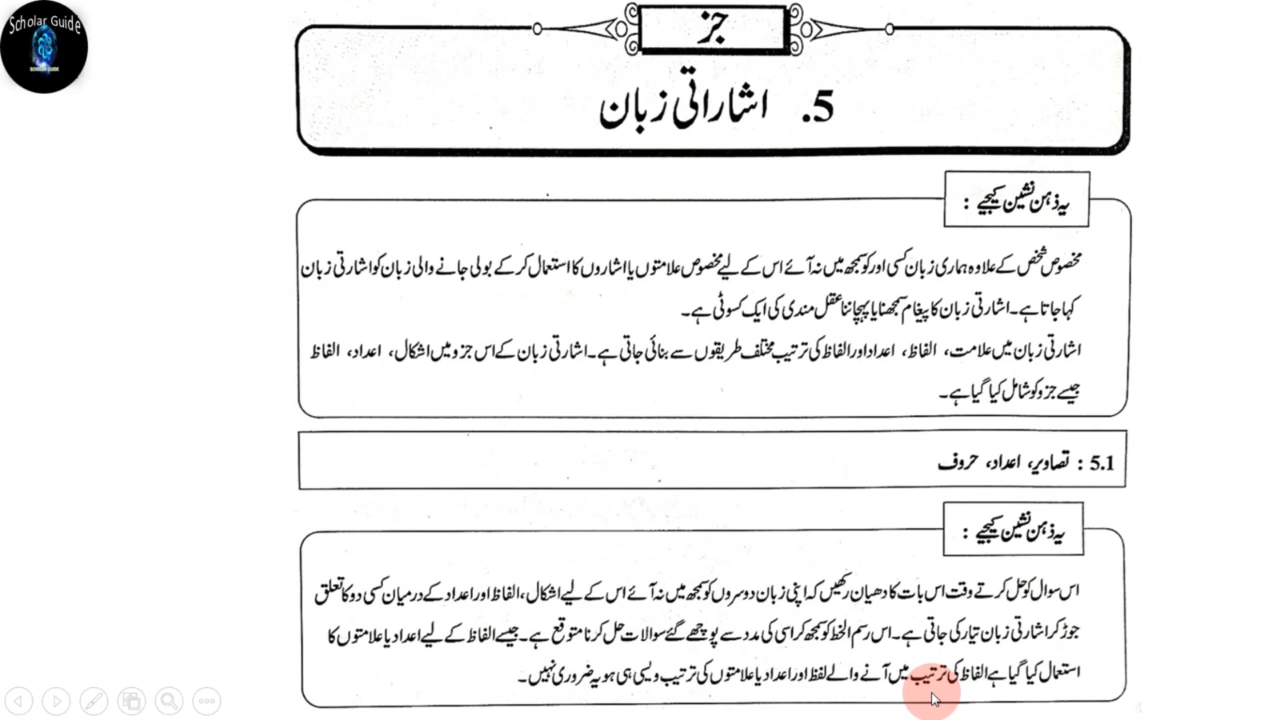 Scholar Guide
SCHOLAR GUIDE
جز
5. اشاراتی زبان
یہ ذہن نشین کیجیے :
مخصوص شخص کے علاوہ ہماری زبان کسی اور کو سمجھ میں نہ آئے اس کے لیے مخصوص علامتوں یا اشاروں کا استعمال کر کے بولی جانے والی زبان کو اشارتی زبان
کہا جاتا ہے۔ اشارتی زبان کا پیغام سمجھنا یا پہچاننا عقل مندی کی ایک کسوٹی ہے۔
اشارتی زبان میں علامت، الفاظ، اعداد اور الفاظ کی ترتیب مختلف طریقوں سے بنائی جاتی ہے۔ اشارتی زبان کے اس جزو میں اشکال، اعداد، الفاظ
جیسے جزو کو شامل کیا گیا ہے۔
5.1 : تصاویر، اعداد، حروف
یہ ذہن نشین کیجیے :
اس سوال کو حل کرتے وقت اس بات کا دھیان رکھیں کہ اپنی زبان دوسروں کو سمجھ میں نہ آئے اس کے لیے اشکال، الفاظ اور اعداد کے درمیان کسی دو کا تعلق
جوڑ کر اشارتی زبان تیار کی جاتی ہے۔ اس رسم الخط کو سمجھ کر اسی کی مدد سے پوچھے گئے سوالات حل کرنا متوقع ہے۔ جیسے الفاظ کے لیے اعداد یا علامتوں کا
استعمال کیا گیا ہے الفاظ کی ترتیب میں آنے والے لفظ اور اعداد یا علامتوں کی ترتیب ویسی ہی ہو یہ ضروری نہیں۔